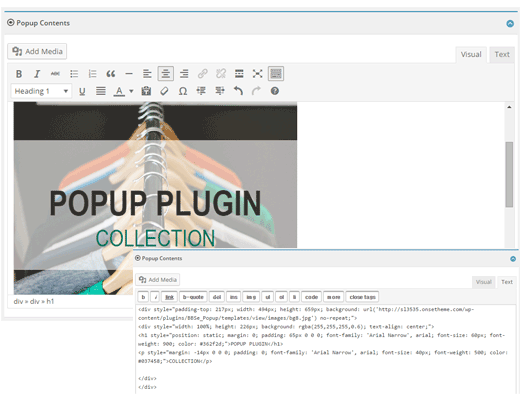 Popup Contents
Add Media
Visual
Text
B I ABC
Heading 1
U A
POPUP PLUGIN
COLLECTION
div » div » h1
Popup Contents
Add Media
Visual
Text
b i link b-quote del ins img ul ol li code more close tags
<div style="padding-top: 217px; width: 494px; height: 659px; background: url('http://sl3535.onsetheme.com/wp-
content/plugins/BBSe_Popup/templates/view/images/bg8.jpg') no-repeat;">
<div style="width: 100%; height: 226px; background: rgb(255,255,255,0.6); text-align: center;">
<h1 style="position: static; margin: 0; padding: 65px 0 0 0; font-family: 'Arial Narrow', arial; font-size: 60px; font-
weight: 900; color: #362f2d;">POPUP PLUGIN</h1>
<p style="margin: -14px 0 0 0; padding: 0; font-family: 'Arial Narrow', arial; font-size: 40px; font-weight: 500; color:
#037458;">COLLECTION</p>
</div>
</div>